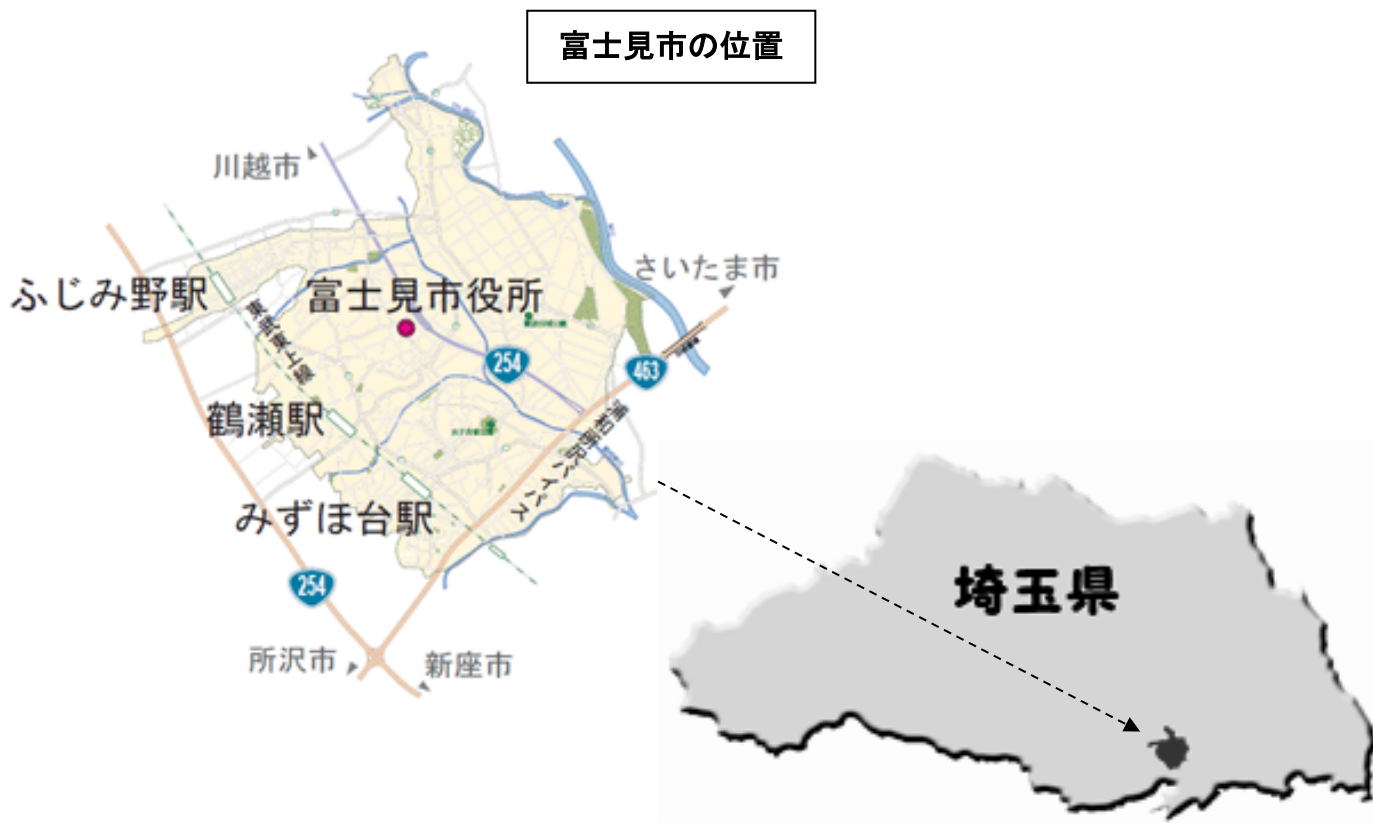 富士見市の位置
川越市
さいたま市
ふじみ野駅
富士見市役所
東武東上線
254
463
鶴瀬駅
浦和所沢バイパス
みずほ台駅
254
所沢市
新座市
埼玉県